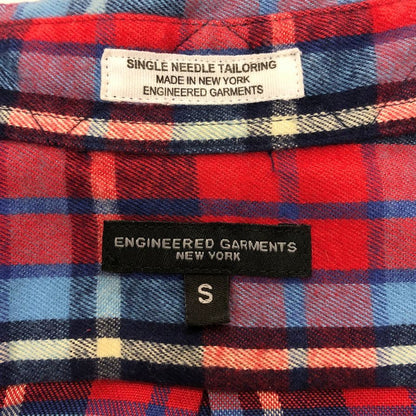 SINGLE NEEDLE TAILORING
MADE IN NEW YORK
ENGINEERED GARMENTS
ENGINEERED GARMENTS
NEW YORK
S